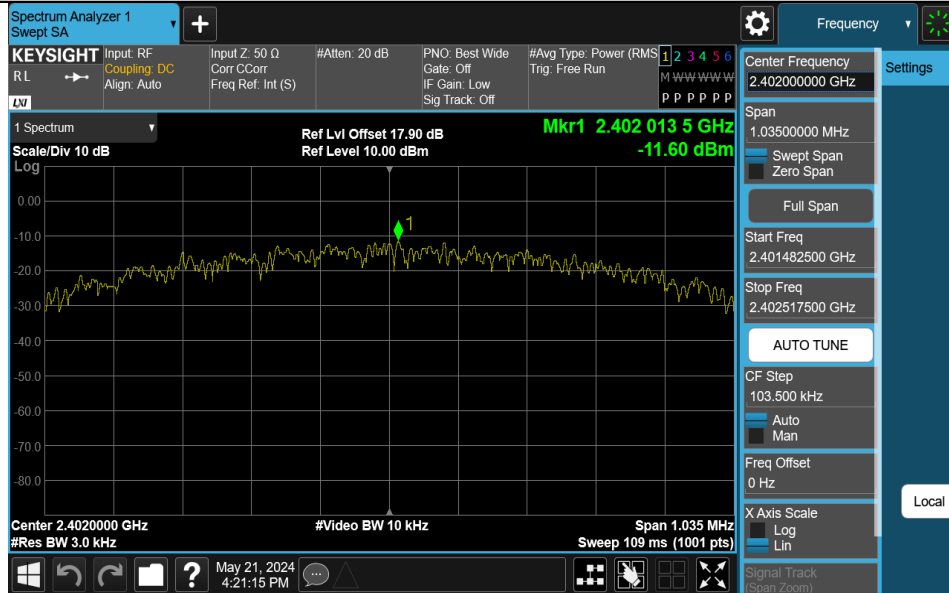 Spectrum Analyzer 1
Swept SA
+
Frequency
KEYSIGHT
RL
LXI
Input: RF
Coupling: DC
Align: Auto
Input Z: 50 Ω
Corr CCorr
Freq Ref: Int (S)
#Atten: 20 dB
PNO: Best Wide
Gate: Off
IF Gain: Low
Sig Track: Off
#Avg Type: Power (RMS
Trig: Free Run
1 2 3 4 5 6
M W W W W W
P P P P P P
1 Spectrum
Scale/Div 10 dB
Log
Ref Lvl Offset 17.90 dB
Ref Level 10.00 dBm
Mkr1 2.402 013 5 GHz
-11.60 dBm
1
0.00
-10.0
-20.0
-30.0
-40.0
-50.0
-60.0
-70.0
-80.0
Center 2.4020000 GHz
#Res BW 3.0 kHz
#Video BW 10 kHz
Span 1.035 MHz
Sweep 109 ms (1001 pts)
Center Frequency
2.402000000 GHz
Settings
Span
1.03500000 MHz
Swept Span
Zero Span
Full Span
Start Freq
2.401482500 GHz
Stop Freq
2.402517500 GHz
AUTO TUNE
CF Step
103.500 kHz
Auto
Man
Freq Offset
0 Hz
Local
X Axis Scale
Log
Lin
Signal Track
(Span Zoom)
?
May 21, 2024
4:21:15 PM